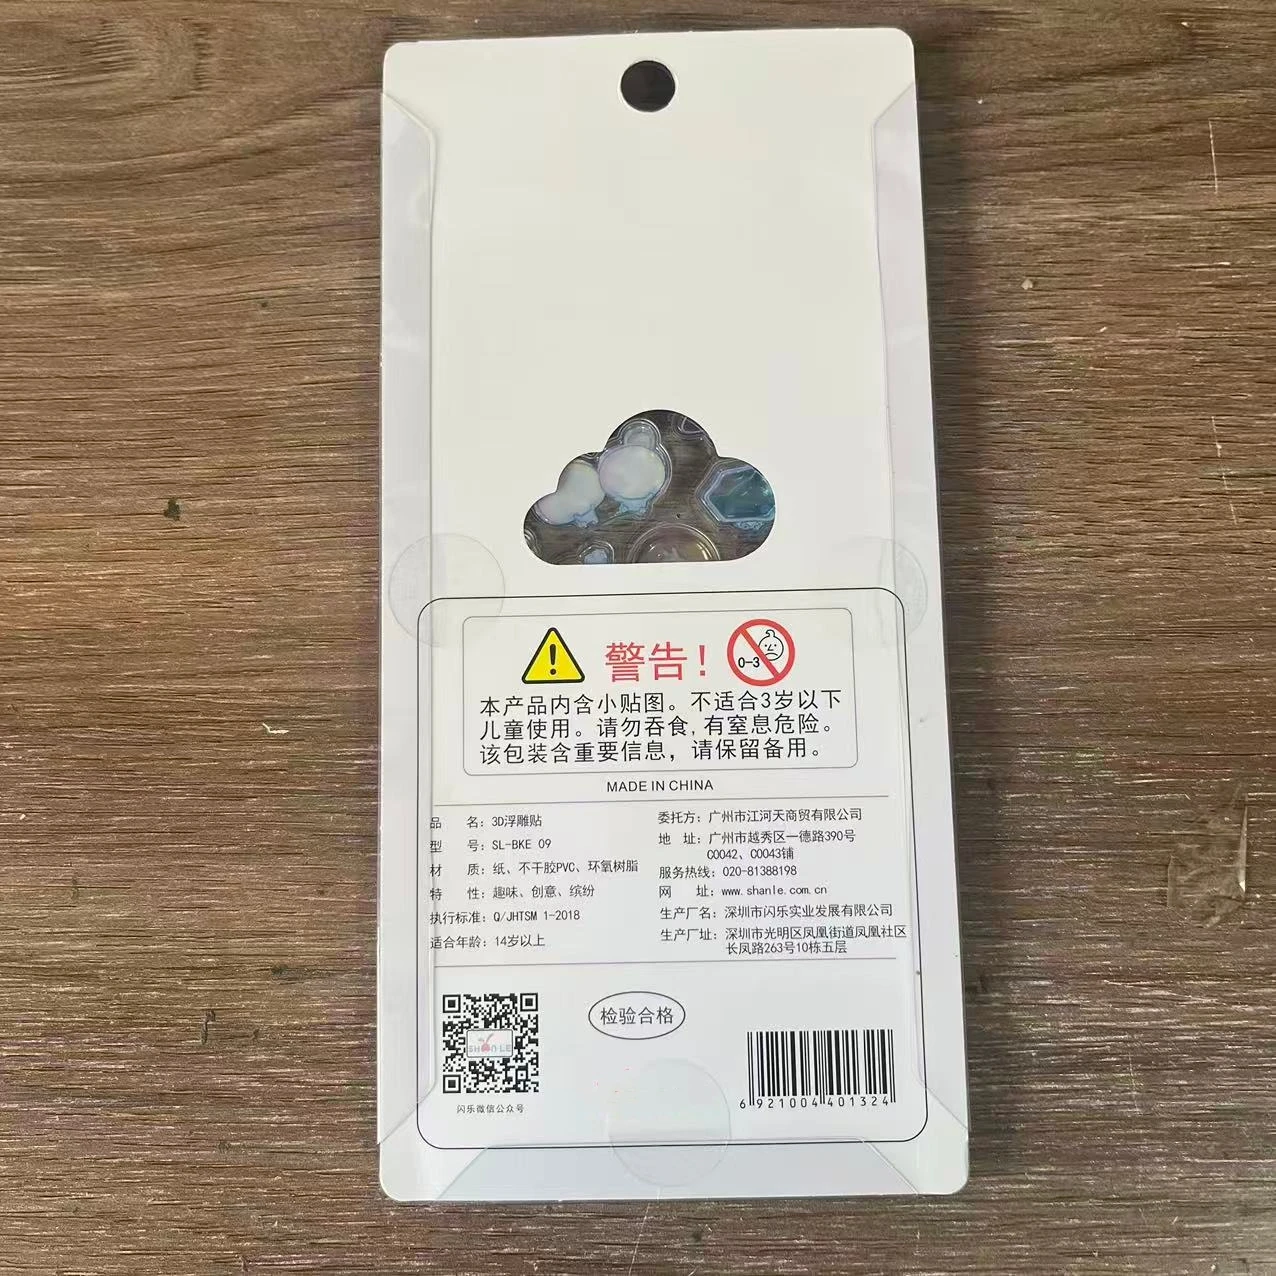 警告！
0-3
本产品内含小贴图。不适合3岁以下
儿童使用。请勿吞食,有窒息危险。
该包装含重要信息，请保留备用。
MADE IN CHINA
品 名：3D浮雕贴
型 号：SL-BKE 09
材 质：纸、不干胶PVC、环氧树脂
特 性：趣味、创意、缤纷
执行标准：Q/JHTSM 1-2018
适合年龄：14岁以上
委托方：广州市江河天商贸有限公司
地 址：广州市越秀区一德路390号
C0042、C0043铺
服务热线：020-81388198
网 址：www.shanle.com.cn
生产厂名：深圳市闪乐实业发展有限公司
生产厂址：深圳市光明区凤凰街道凤凰社区
长凤路263号10栋五层
SHANLE
闪乐微信公众号
检验合格
6 921004 401324